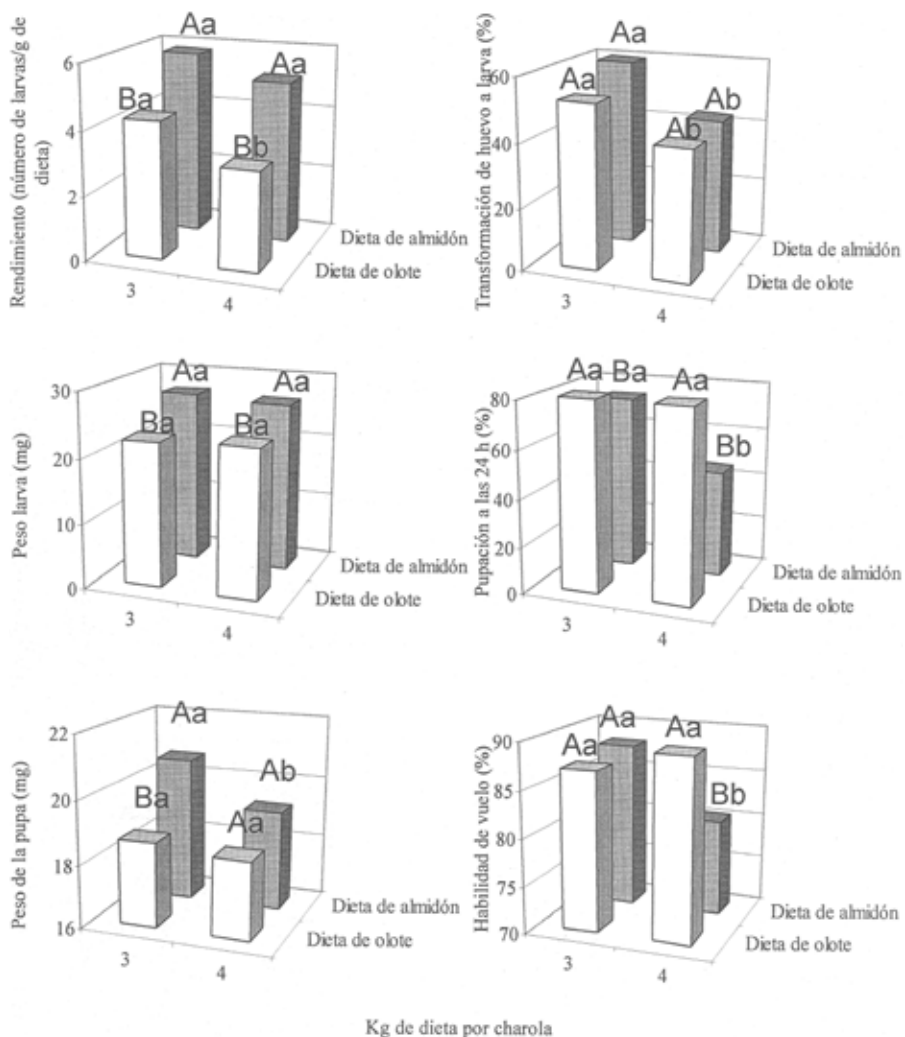 Rendimiento (número de larvas/g de
dieta)
6
4
2
0
Ba
Aa
Bb
Aa
3
4
Dieta de almidón
Dieta de olote
Transformación de huevo a larva (%)
60
40
20
0
Aa
Aa
Ab
Ab
3
4
Dieta de almidón
Dieta de olote
Peso larva (mg)
30
20
10
0
Ba
Aa
Ba
Aa
3
4
Dieta de almidón
Dieta de olote
Pupación a las 24 h (%)
80
60
40
20
0
Aa
Ba
Aa
Bb
3
4
Dieta de almidón
Dieta de olote
Peso de la pupa (mg)
22
20
18
16
Ba
Aa
Aa
Ab
3
4
Dieta de almidón
Dieta de olote
Habilidad de vuelo (%)
90
85
80
75
70
Aa
Aa
Aa
Bb
3
4
Dieta de almidón
Dieta de olote
Kg de dieta por charola